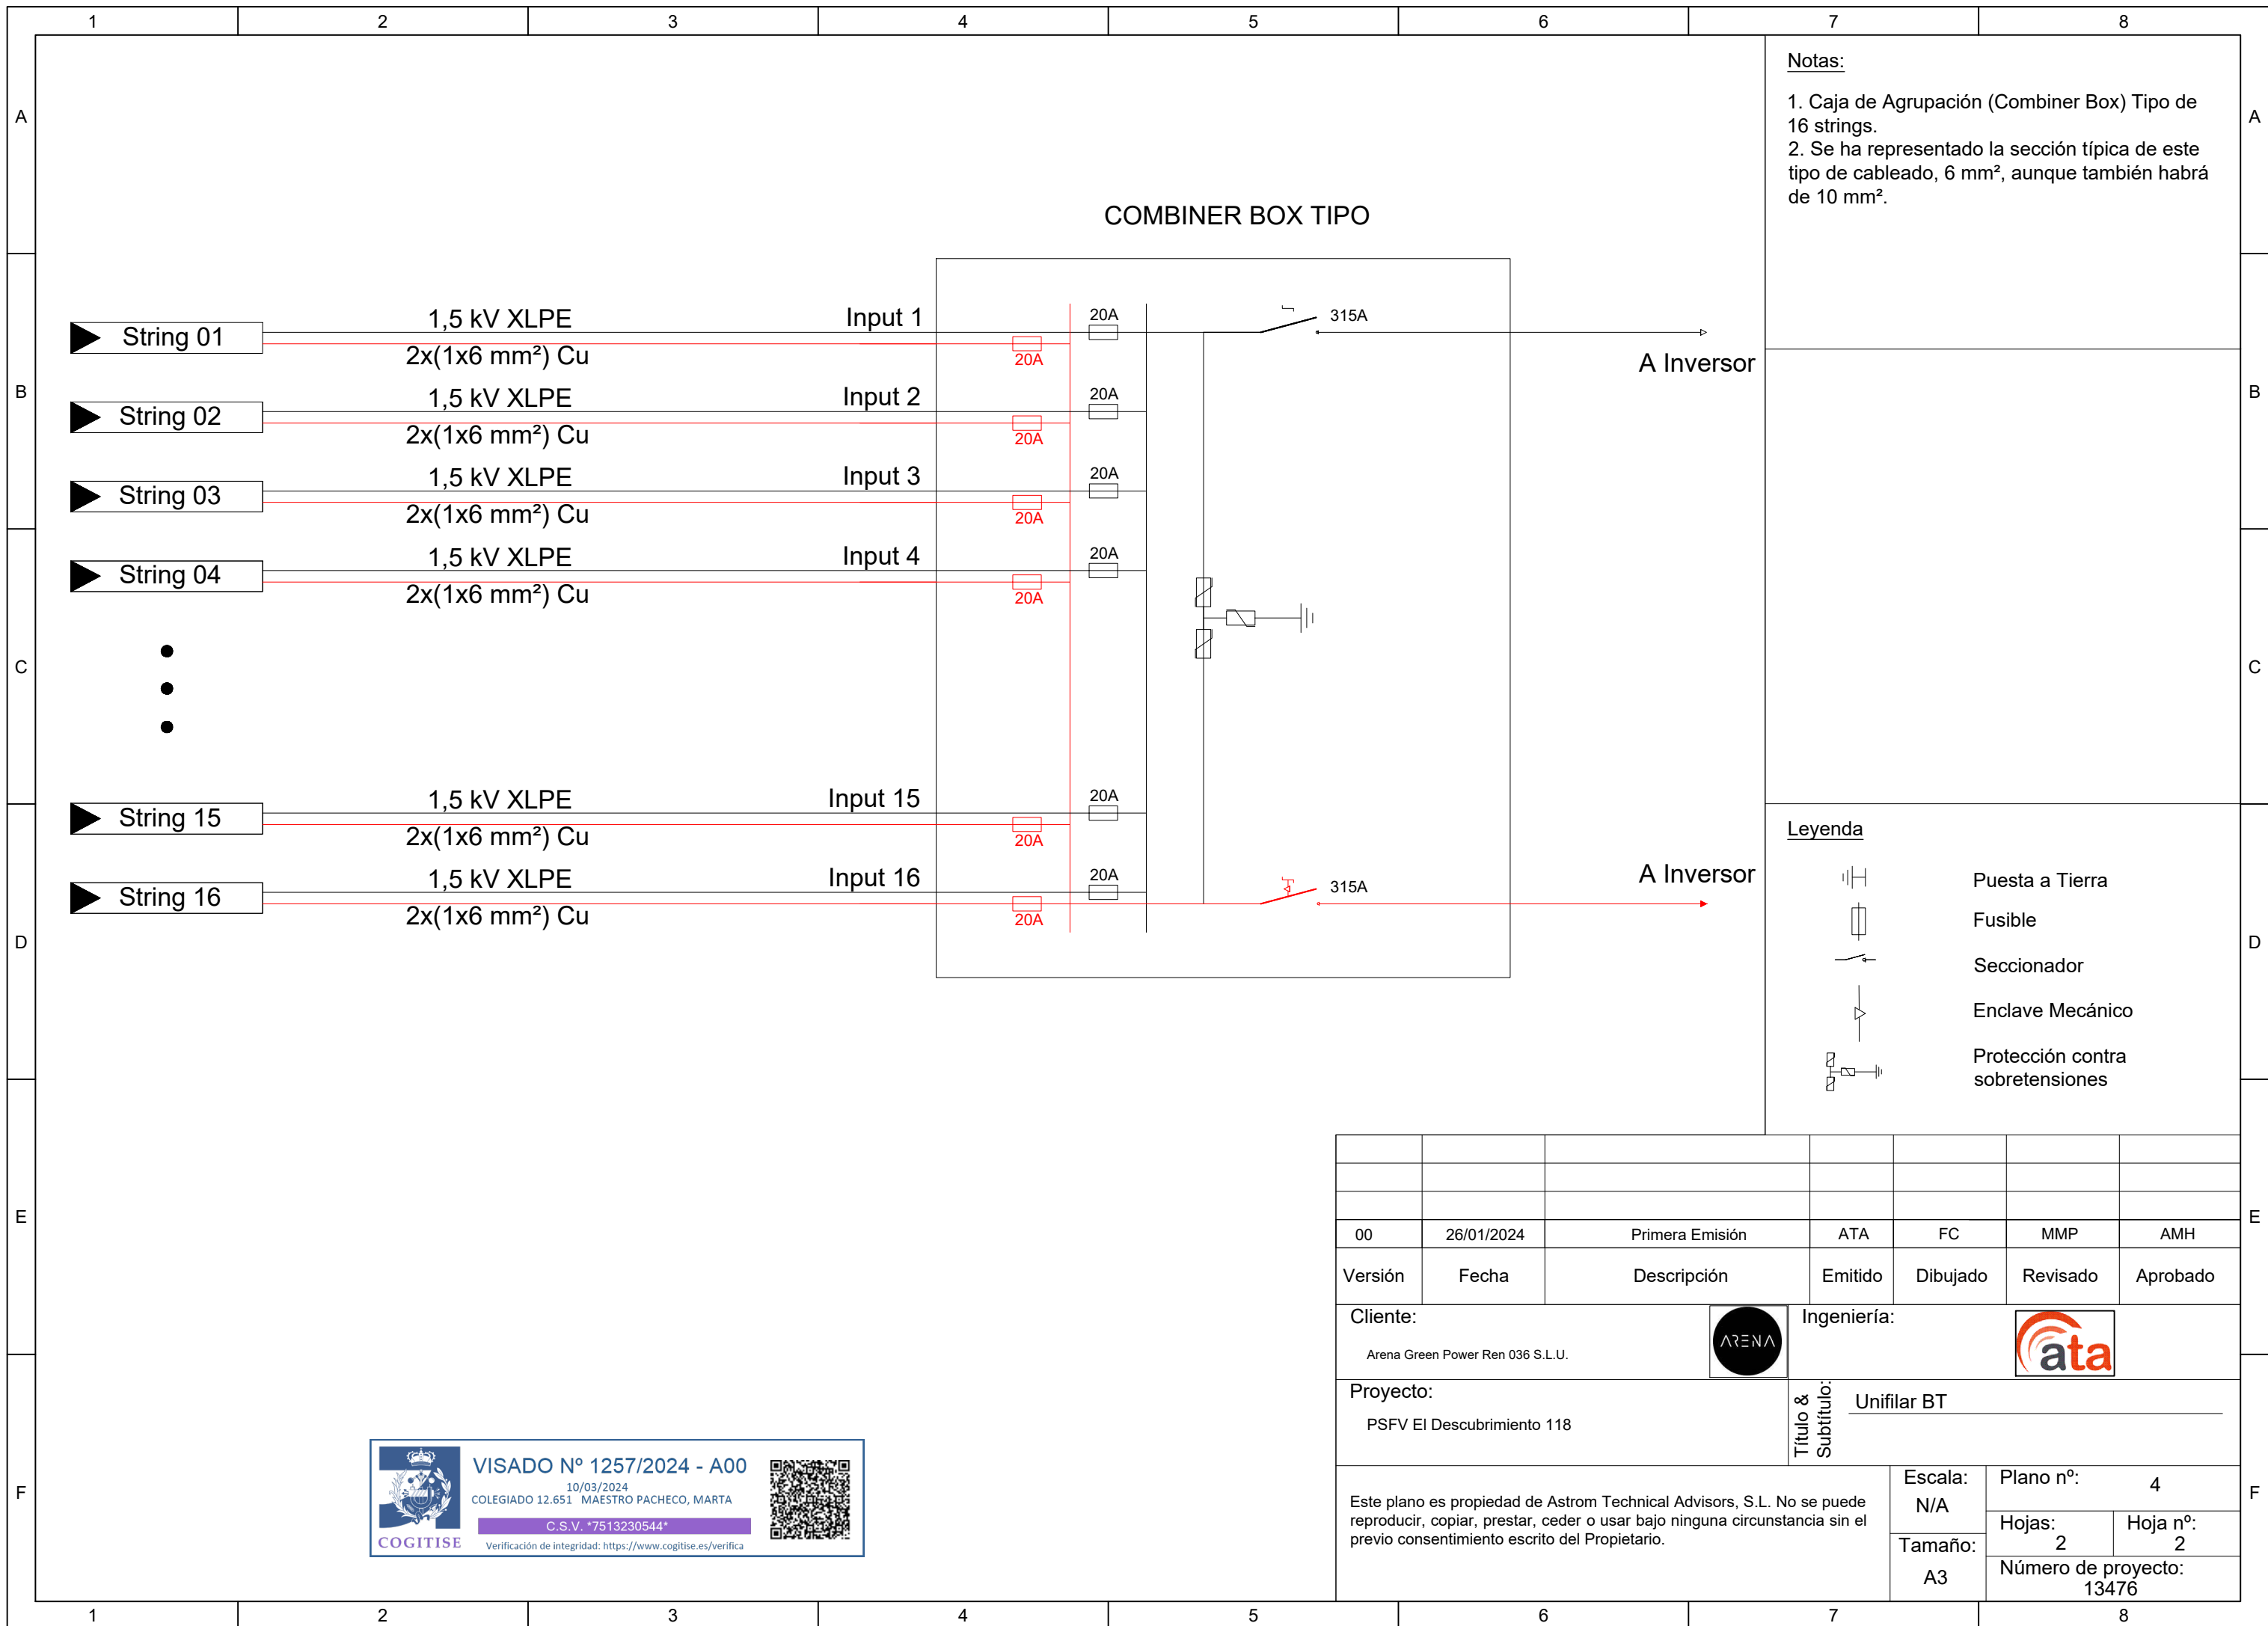 1 2 3 4 5 6 7 8
A A
B B
C C
D D
E E
F F
COMBINER BOX TIPO
String 01 1,5 kV XLPE Input 1 20A 315A
2x(1x6 mm²) Cu 20A A Inversor
String 02 1,5 kV XLPE Input 2 20A
2x(1x6 mm²) Cu 20A
String 03 1,5 kV XLPE Input 3 20A
2x(1x6 mm²) Cu 20A
String 04 1,5 kV XLPE Input 4 20A
2x(1x6 mm²) Cu 20A
String 15 1,5 kV XLPE Input 15 20A
2x(1x6 mm²) Cu 20A
String 16 1,5 kV XLPE Input 16 20A 315A A Inversor
2x(1x6 mm²) Cu 20A
Notas:
1. Caja de Agrupación (Combiner Box) Tipo de
16 strings.
2. Se ha representado la sección típica de este
tipo de cableado, 6 mm², aunque también habrá
de 10 mm².
Leyenda
Puesta a Tierra
Fusible
Seccionador
Enclave Mecánico
Protección contra
sobretensiones
00 26/01/2024 Primera Emisión ATA FC MMP AMH
Versión Fecha Descripción Emitido Dibujado Revisado Aprobado
Cliente:
Arena Green Power Ren 036 S.L.U.
ARENA
Ingeniería:
ata
Proyecto:
PSFV El Descubrimiento 118
Título &
Subtítulo:
Unifilar BT
Este plano es propiedad de Astrom Technical Advisors, S.L. No se puede
reproducir, copiar, prestar, ceder o usar bajo ninguna circunstancia sin el
previo consentimiento escrito del Propietario.
Escala:
N/A
Tamaño:
A3
Plano nº:
4
Hojas:
2
Hoja nº:
2
Número de proyecto:
13476
COGITISE
VISADO Nº 1257/2024 - A00
10/03/2024
COLEGIADO 12.651 MAESTRO PACHECO, MARTA
C.S.V. *7513230544*
Verificación de integridad: https://www.cogitise.es/verifica
1 2 3 4 5 6 7 8